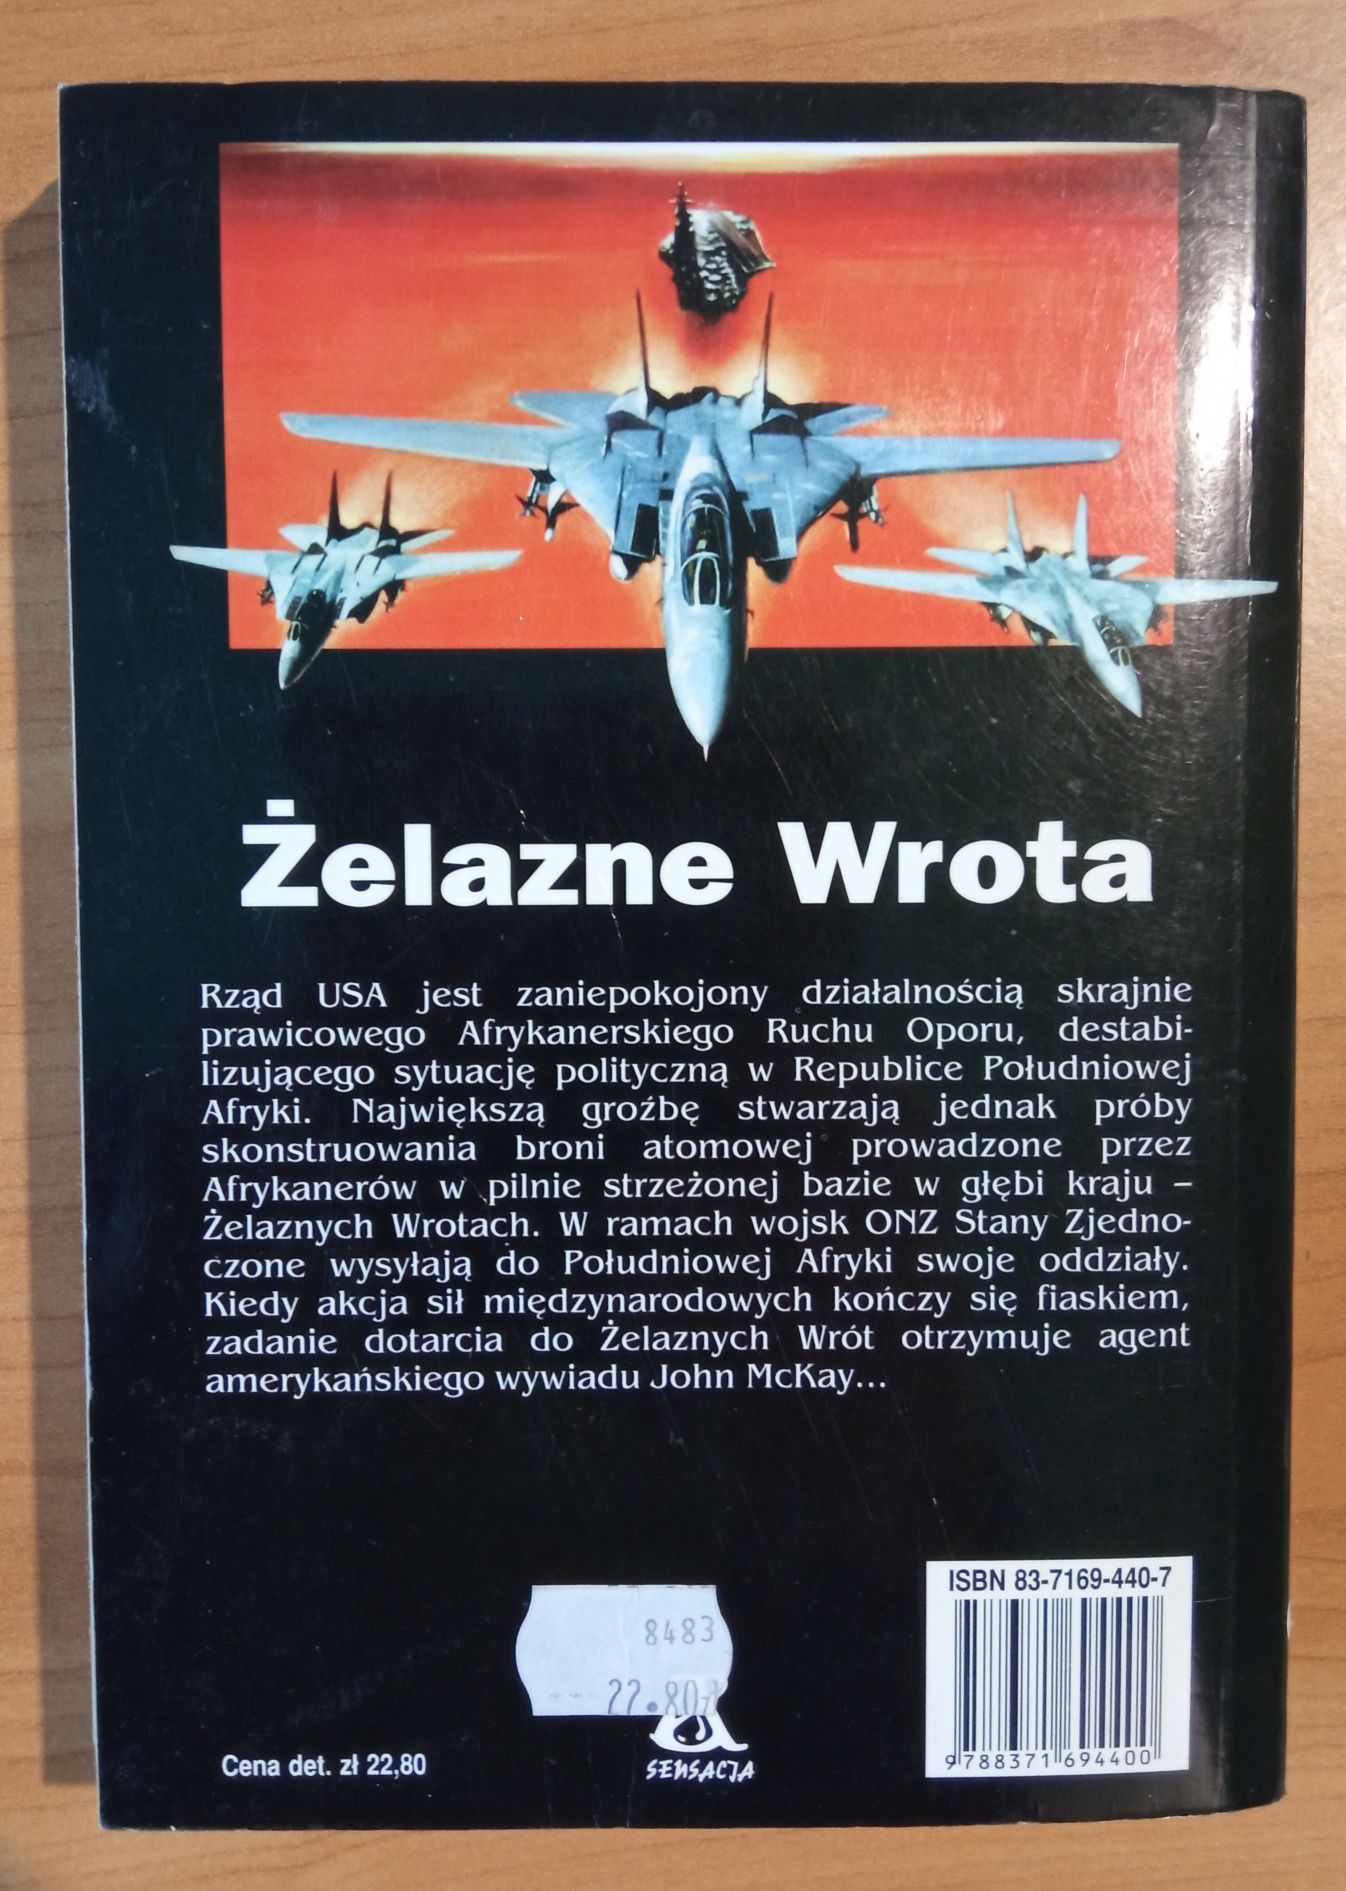 Żelazne Wrota
Rząd USA jest zaniepokojony działalnością skrajnie
prawicowego Afrykanerskiego Ruchu Oporu, destabi-
lizującego sytuację polityczną w Republice Południowej
Afryki. Największą groźbę stwarzają jednak próby
skonstruowania broni atomowej prowadzone przez
Afrykanerów w pilnie strzeżonej bazie w głębi kraju –
Żelaznych Wrotach. W ramach wojsk ONZ Stany Zjedno-
czone wysyłają do Południowej Afryki swoje oddziały.
Kiedy akcja sił międzynarodowych kończy się fiaskiem,
zadanie dotarcia do Żelaznych Wrót otrzymuje agent
amerykańskiego wywiadu John McKay...
ISBN 83-7169-440-7
8483
22.80zł
9788371694400
Cena det. zł 22,80
SENSACJA